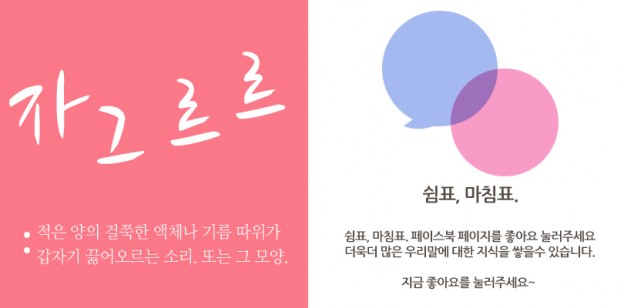 자그르르
: 적은 양의 걸쭉한 액체나 기름 따위가
갑자기 끓어오르는 소리. 또는 그 모양.
쉼표, 마침표.
쉼표, 마침표. 페이스북 페이지를 좋아요 눌러주세요
더욱더 많은 우리말에 대한 지식을 쌓을수 있습니다.
지금 좋아요를 눌러주세요~